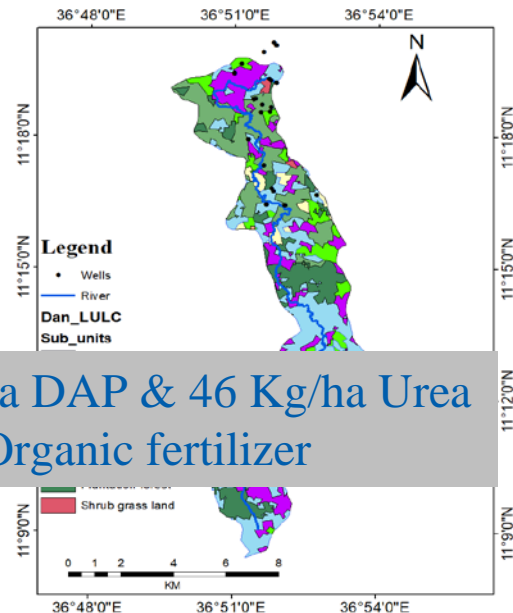 36°48'0"E 36°51'0"E 36°54'0"E
N
11°18'0"N 11°18'0"N
11°15'0"N 11°15'0"N
Legend
Wells
River
Dan_LULC
Sub_units
a DAP & 46 Kg/ha Urea
Organic fertilizer
11°12'0"N
Shrub grass land
11°9'0"N 11°9'0"N
0 1 2 4 6 8
KM
36°48'0"E 36°51'0"E 36°54'0"E